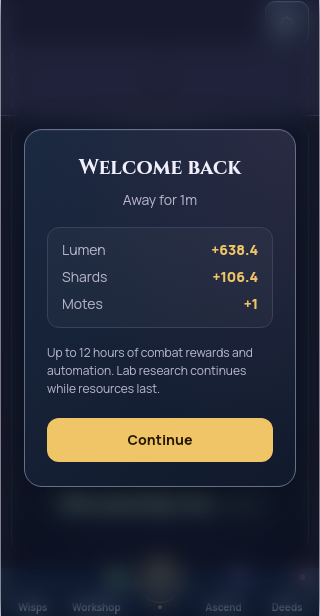 Welcome back
Away for 1m
Lumen +638.4
Shards +106.4
Motes +1
Up to 12 hours of combat rewards and
automation. Lab research continues
while resources last.
Continue
Wisps Workshop Ascend Deeds